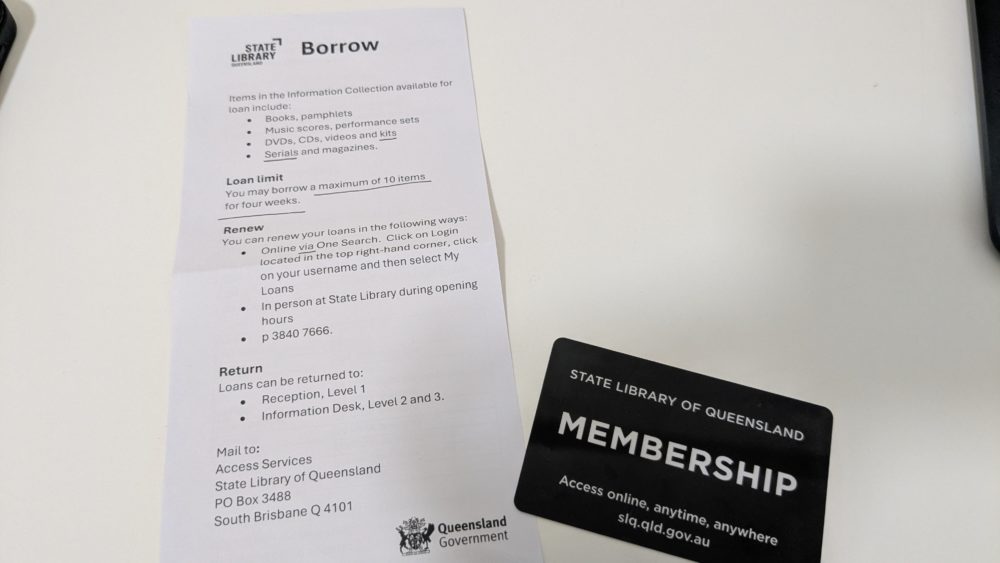 STATE
LIBRARY
QUEENSLAND
Borrow
Items in the Information Collection available for
loan include:
• Books, pamphlets
• Music scores, performance sets
• DVDs, CDs, videos and kits
• Serials and magazines.
Loan limit
You may borrow a maximum of 10 items
for four weeks.
Renew
You can renew your loans in the following ways:
• Online via One Search. Click on Login
located in the top right-hand corner, click
on your username and then select My
Loans
• In person at State Library during opening
hours
• p 3840 7666.
Return
Loans can be returned to:
• Reception, Level 1
• Information Desk, Level 2 and 3.
Mail to:
Access Services
State Library of Queensland
PO Box 3488
South Brisbane Q 4101
Queensland
Government
STATE LIBRARY OF QUEENSLAND
MEMBERSHIP
Access online, anytime, anywhere
slq.qld.gov.au